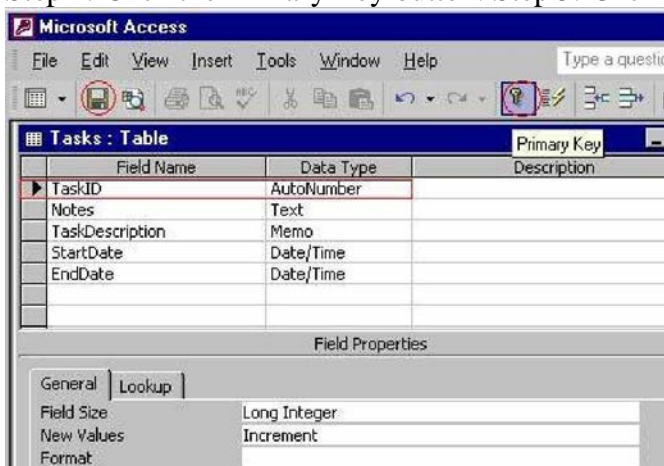 Microsoft Access
File Edit View Insert Tools Window Help Type a questio
Tasks : Table
Primary Key
Field Name Data Type Description
TaskID AutoNumber
Notes Text
TaskDescription Memo
StartDate Date/Time
EndDate Date/Time
Field Properties
General Lookup
Field Size Long Integer
New Values Increment
Format